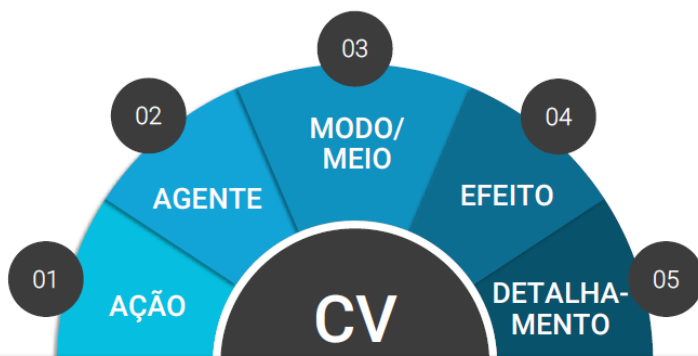 01
AÇÃO
02
AGENTE
03
MODO/
MEIO
04
EFEITO
05
DETALHA-
MENTO
CV